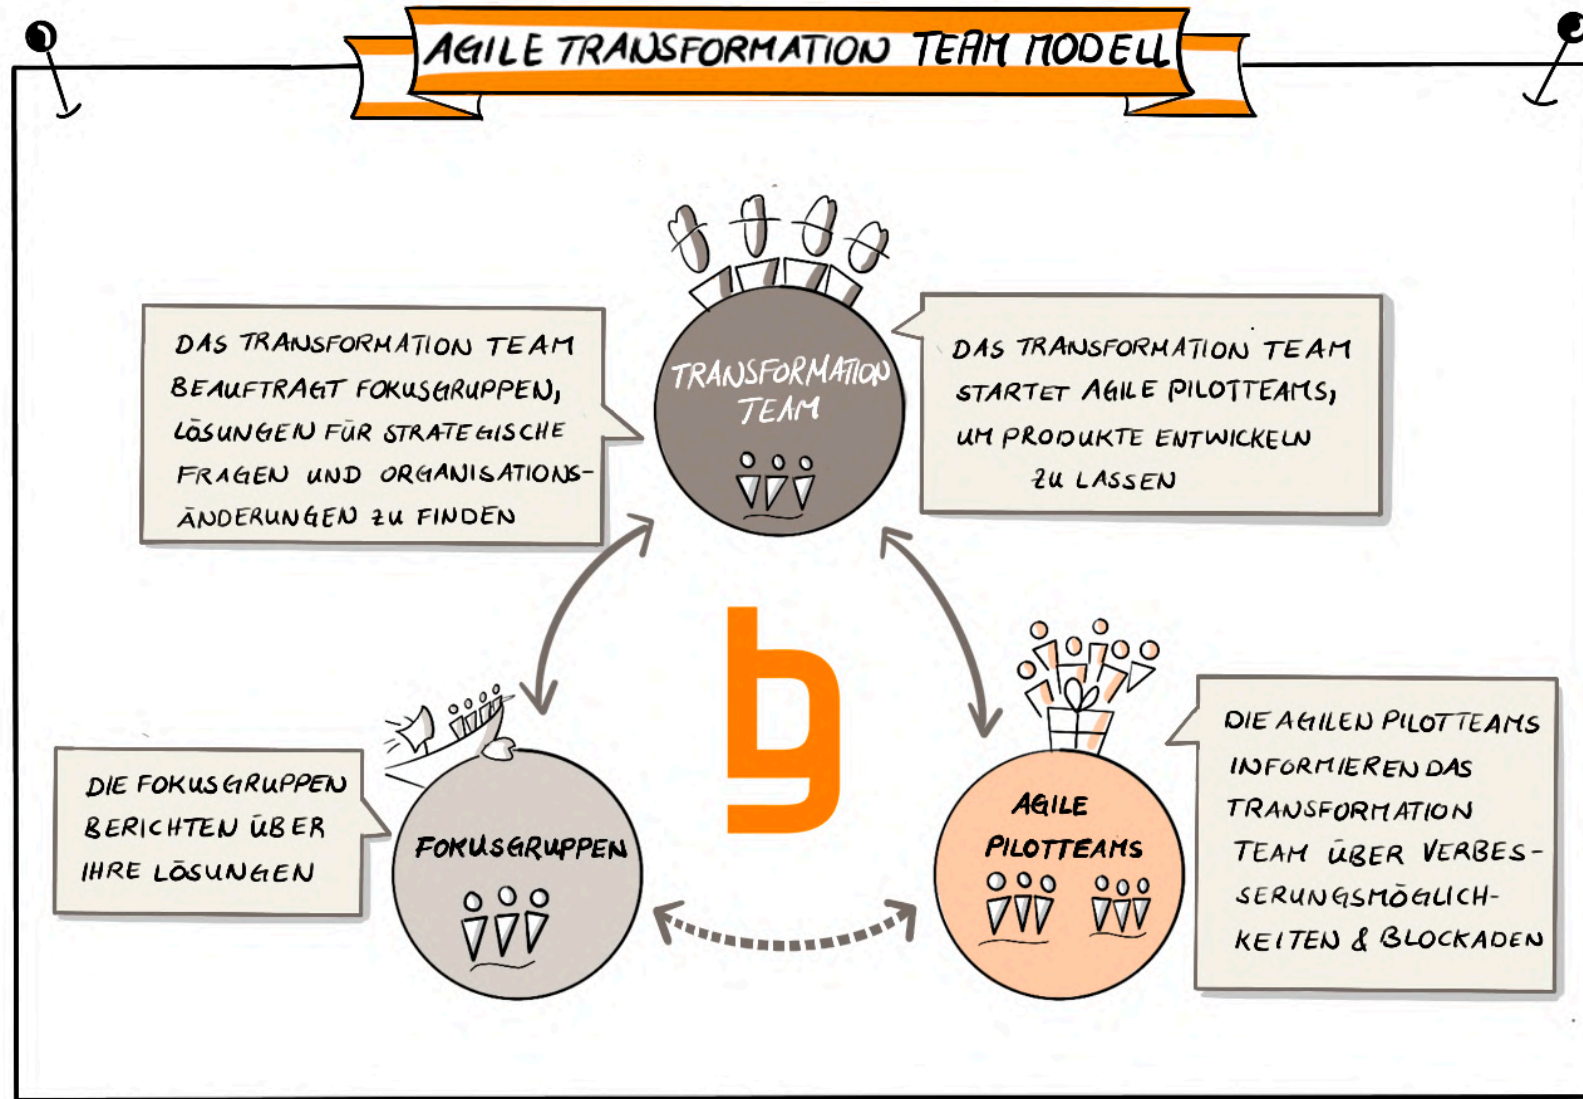 AGILE TRANSFORMATION TEAM MODELL
DAS TRANSFORMATION TEAM
BEAUFTRAGT FOKUSGRUPPEN,
LÖSUNGEN FÜR STRATEGISCHE
FRAGEN UND ORGANISATIONS-
ÄNDERUNGEN ZU FINDEN
TRANSFORMATION
TEAM
DAS TRANSFORMATION TEAM
STARTET AGILE PILOTTEAMS,
UM PRODUKTE ENTWICKELN
ZU LASSEN
DIE FOKUSGRUPPEN
BERICHTEN ÜBER
IHRE LÖSUNGEN
FOKUSGRUPPEN
AGILE
PILOTTEAMS
DIE AGILEN PILOTTEAMS
INFORMIEREN DAS
TRANSFORMATION
TEAM ÜBER VERBES-
SERUNGSMÖGLICH-
KEITEN & BLOCKADEN